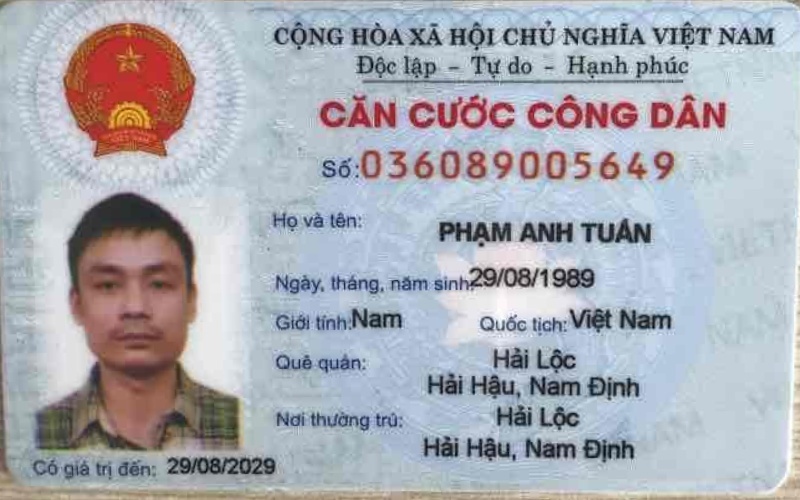 CỘNG HÒA XÃ HỘI CHỦ NGHĨA VIỆT NAM
Độc lập - Tự do - Hạnh phúc
CĂN CƯỚC CÔNG DÂN
Số: 036089005649
Họ và tên: PHẠM ANH TUẤN
Ngày, tháng, năm sinh: 29/08/1989
Giới tính: Nam Quốc tịch: Việt Nam
Quê quán: Hải Lộc
Hải Hậu, Nam Định
Nơi thường trú: Hải Lộc
Hải Hậu, Nam Định
Có giá trị đến: 29/08/2029